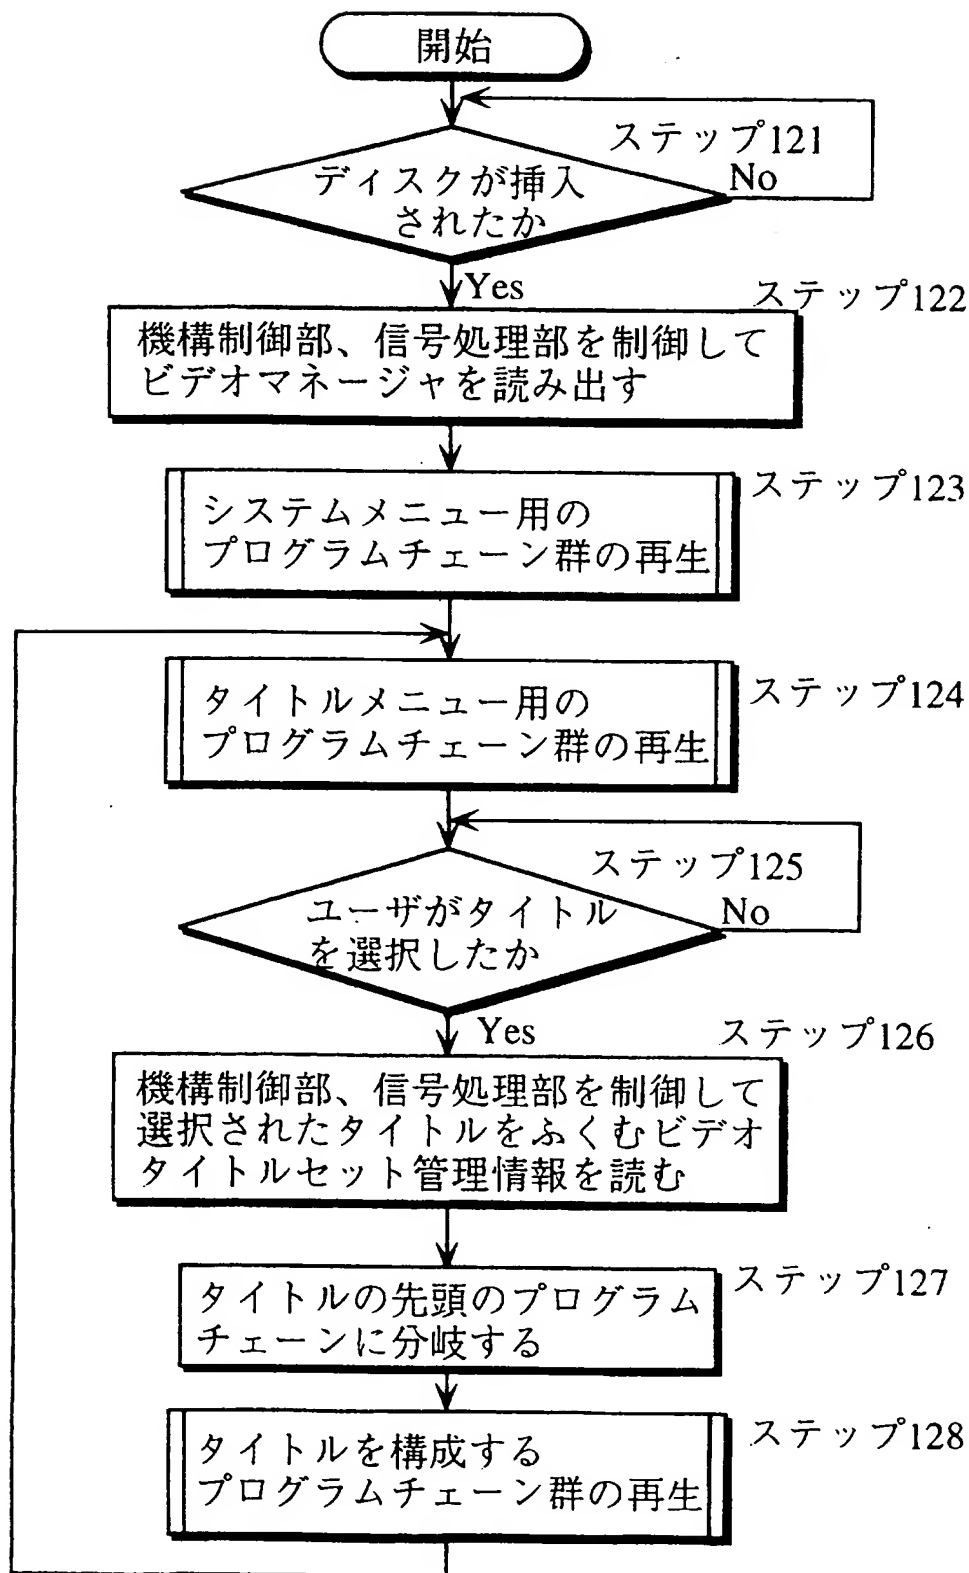 開始
ステップ121
ディスクが挿入
されたか
No
Yes
ステップ122
機構制御部、信号処理部を制御して
ビデオマネージャを読み出す
ステップ123
システムメニュー用の
プログラムチェーン群の再生
ステップ124
タイトルメニュー用の
プログラムチェーン群の再生
ステップ125
ユーザがタイトル
を選択したか
No
Yes
ステップ126
機構制御部、信号処理部を制御して
選択されたタイトルをふくむビデオ
タイトルセット管理情報を読む
ステップ127
タイトルの先頭のプログラム
チェーンに分岐する
ステップ128
タイトルを構成する
プログラムチェーン群の再生